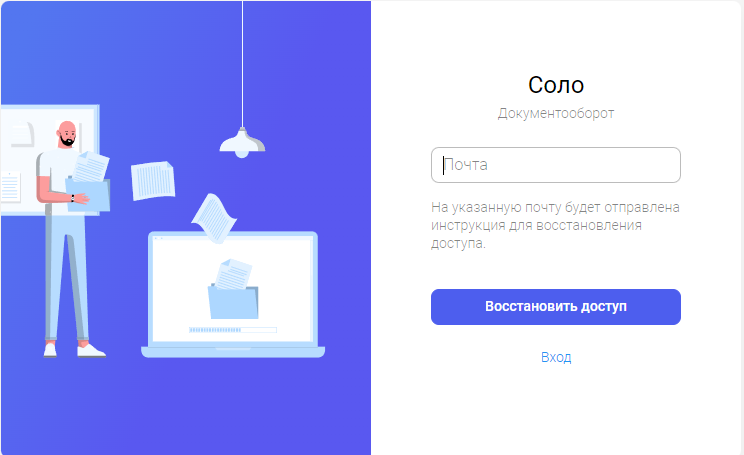 Соло
Документооборот
Почта
На указанную почту будет отправлена
инструкция для восстановления
доступа.
Восстановить доступ
Вход